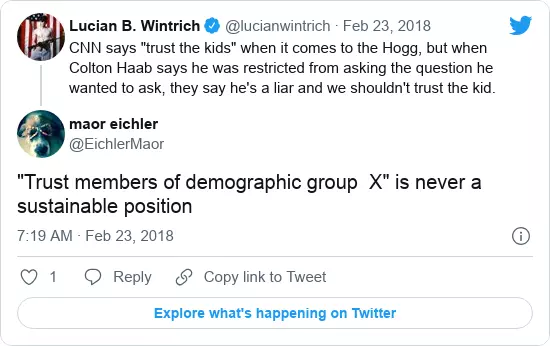 Lucian B. Wintrich @lucianwintrich · Feb 23, 2018
CNN says "trust the kids" when it comes to the Hogg, but when
Colton Haab says he was restricted from asking the question he
wanted to ask, they say he's a liar and we shouldn't trust the kid.
maor eichler
@EichlerMaor
"Trust members of demographic group  X" is never a
sustainable position
7:19 AM · Feb 23, 2018
1 Reply Copy link to Tweet
Explore what's happening on Twitter